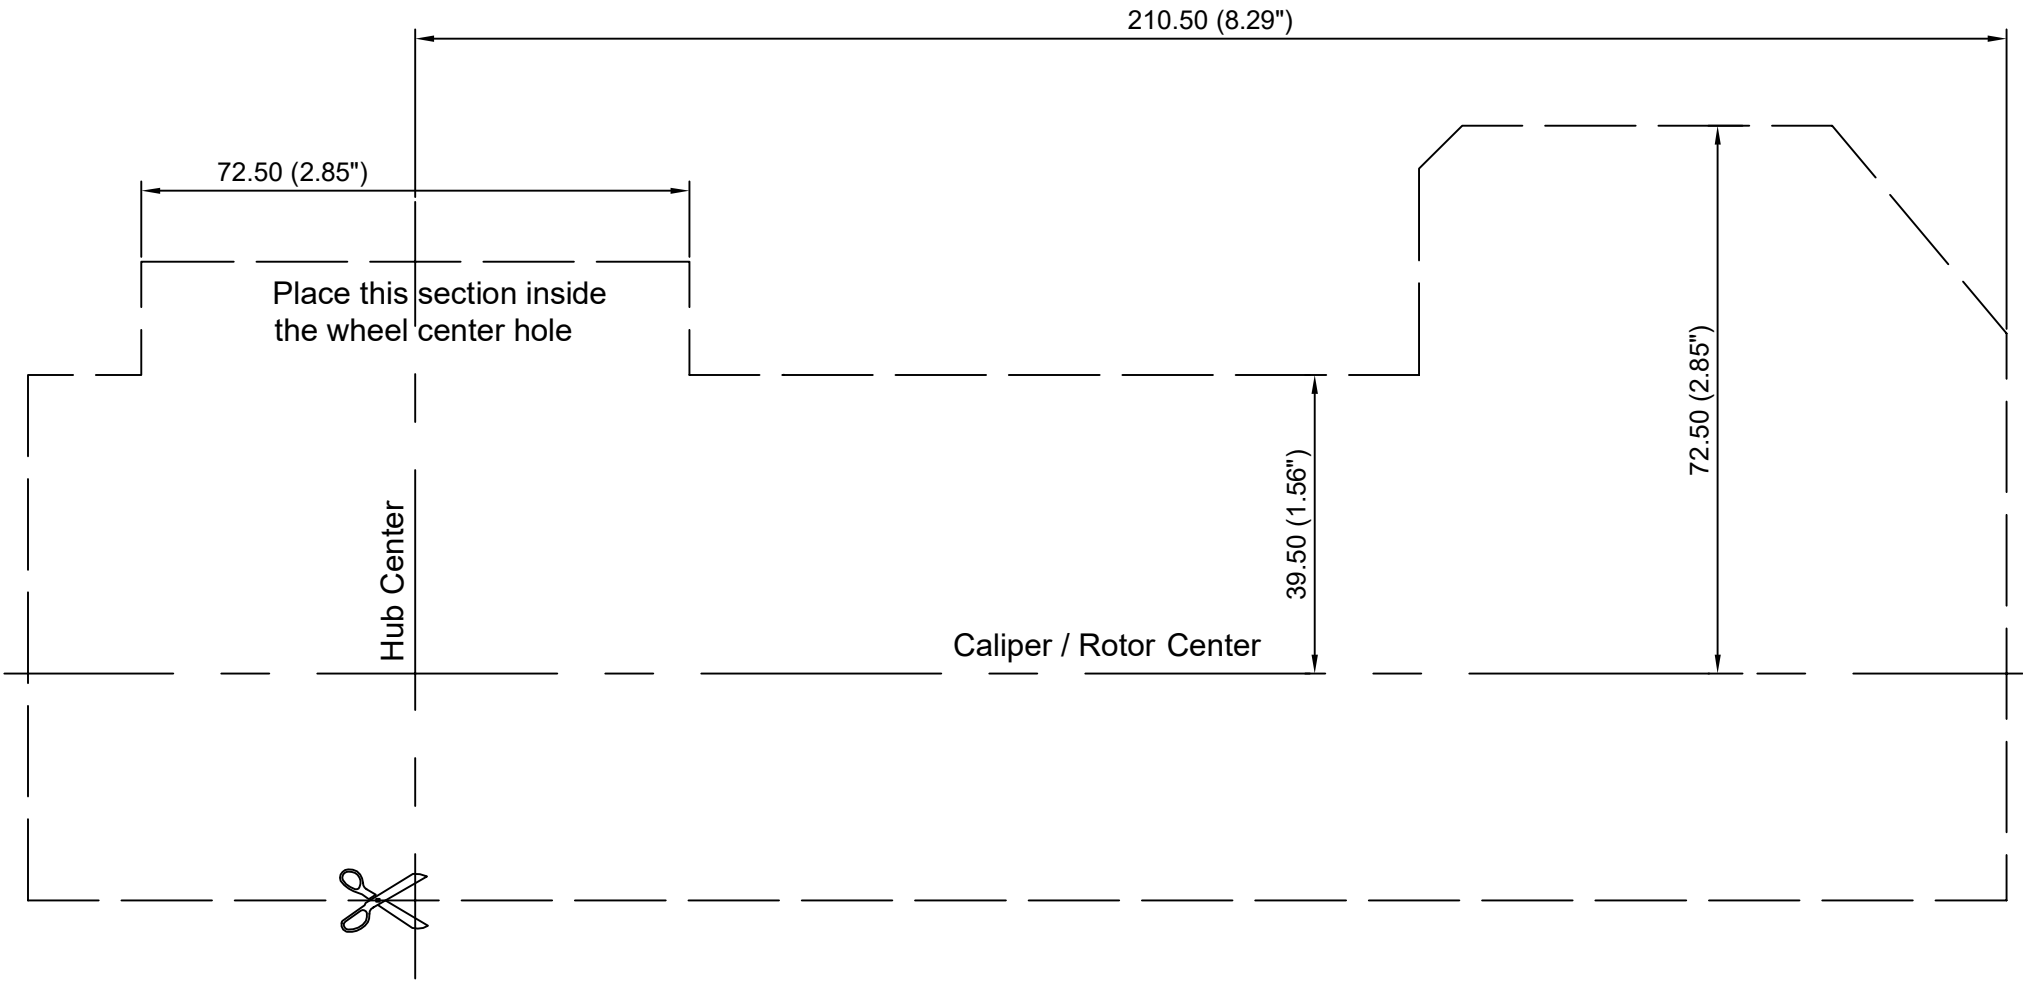 210.50 (8.29")
72.50 (2.85")
Place this section inside
the wheel center hole
72.50 (2.85")
39.50 (1.56")
Hub Center
Caliper / Rotor Center